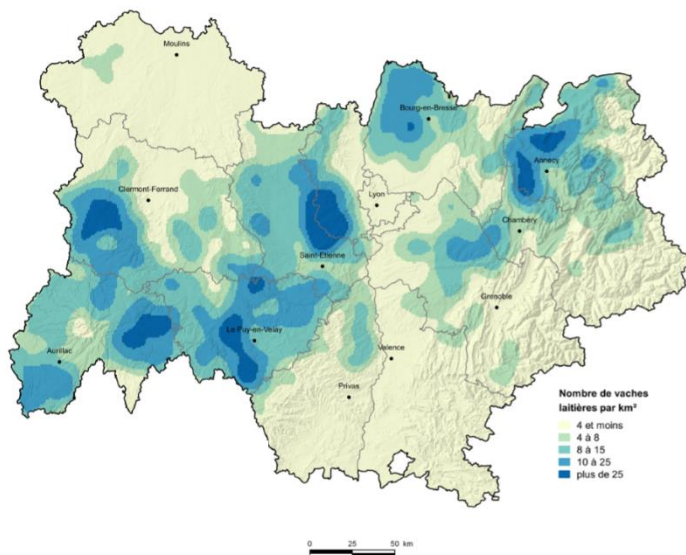 Moulins
Bourg-en-Bresse
Annecy
Clermont-Ferrand
Lyon
Chambéry
Saint-Etienne
Grenoble
Le Puy-en-Velay
Valence
Aurillac
Privas
Nombre de vaches
laitières par km²
4 et moins
4 à 8
8 à 15
10 à 25
plus de 25
0 25 50 km